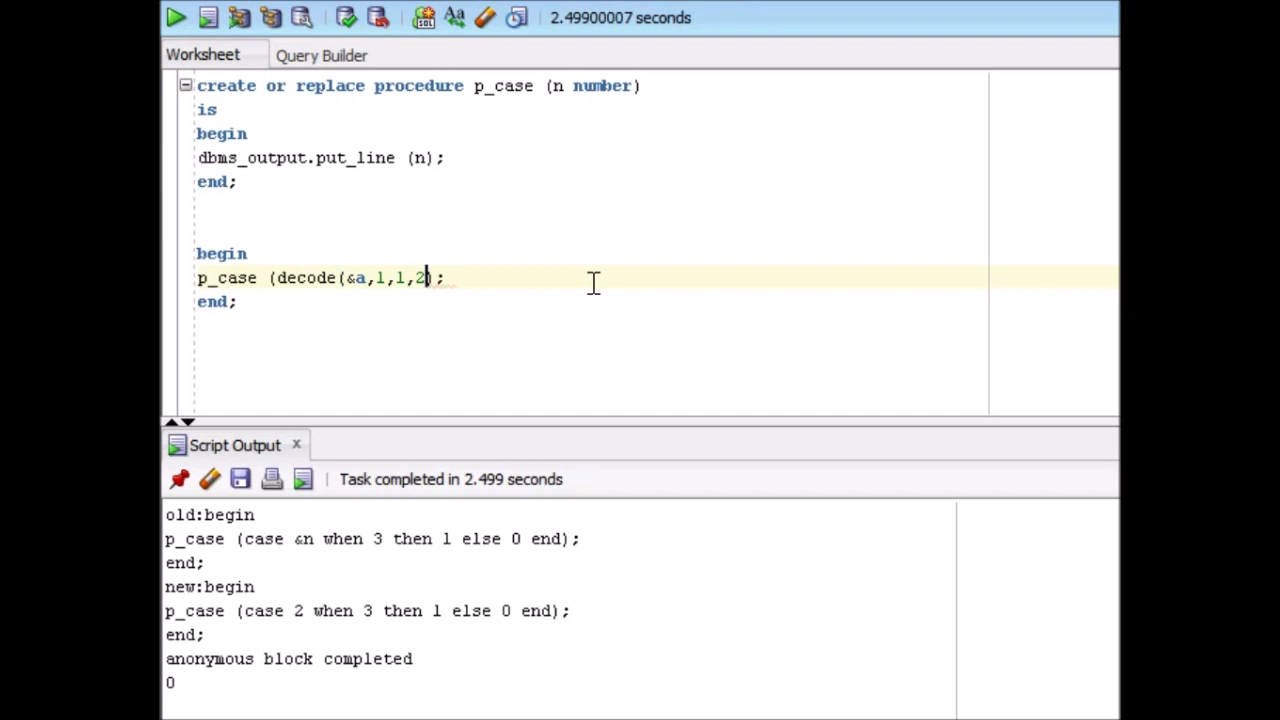 2.49900007 seconds
Worksheet Query Builder
create or replace procedure p_case (n number)
is
begin
dbms_output.put_line (n);
end;
begin
p_case (decode(&a,1,1,2);
end;
Script Output
Task completed in 2.499 seconds
old:begin
p_case (case &n when 3 then 1 else 0 end);
end;
new:begin
p_case (case 2 when 3 then 1 else 0 end);
end;
anonymous block completed
0